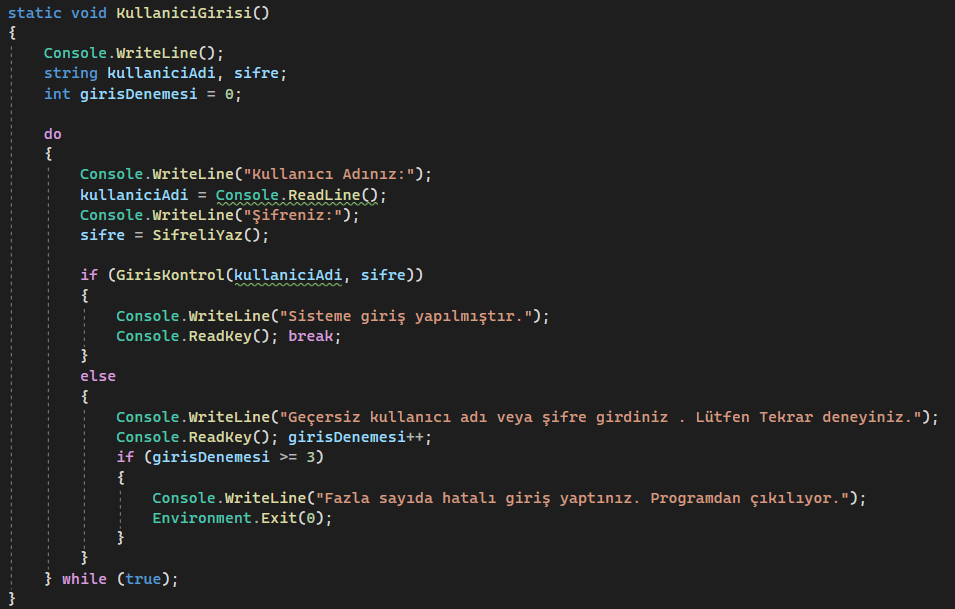 static void KullaniciGirisi()
{
    Console.WriteLine();
    string kullaniciAdi, sifre;
    int girisDenemesi = 0;

    do
    {
        Console.WriteLine("Kullanıcı Adınız:");
        kullaniciAdi = Console.ReadLine();
        Console.WriteLine("Şifreniz:");
        sifre = SifreliYaz();

        if (GirisKontrol(kullaniciAdi, sifre))
        {
            Console.WriteLine("Sisteme giriş yapılmıştır.");
            Console.ReadKey(); break;
        }
        else
        {
            Console.WriteLine("Geçersiz kullanıcı adı veya şifre girdiniz . Lütfen Tekrar deneyiniz.");
            Console.ReadKey(); girisDenemesi++;
            if (girisDenemesi >= 3)
            {
                Console.WriteLine("Fazla sayıda hatalı giriş yaptınız. Programdan çıkılıyor.");
                Environment.Exit(0);
            }
        }
    } while (true);
}